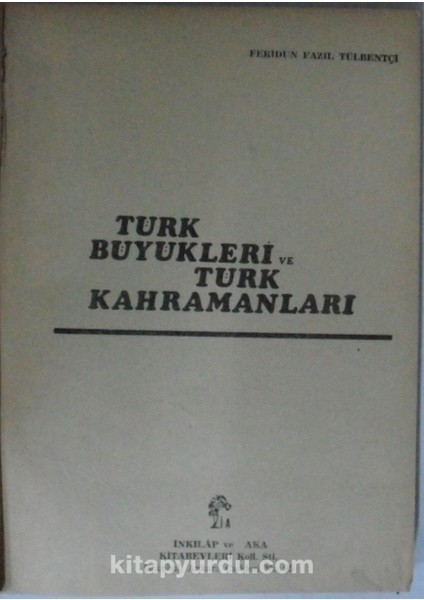 FERİDUN FAZIL TÜLBENTÇİ
TÜRK
BÜYÜKLERİ VE
TÜRK
KAHRAMANLARI
İNKILÂP ve AKA
KİTABEVLERİ Koll. Şti.
kitapyurdu.com